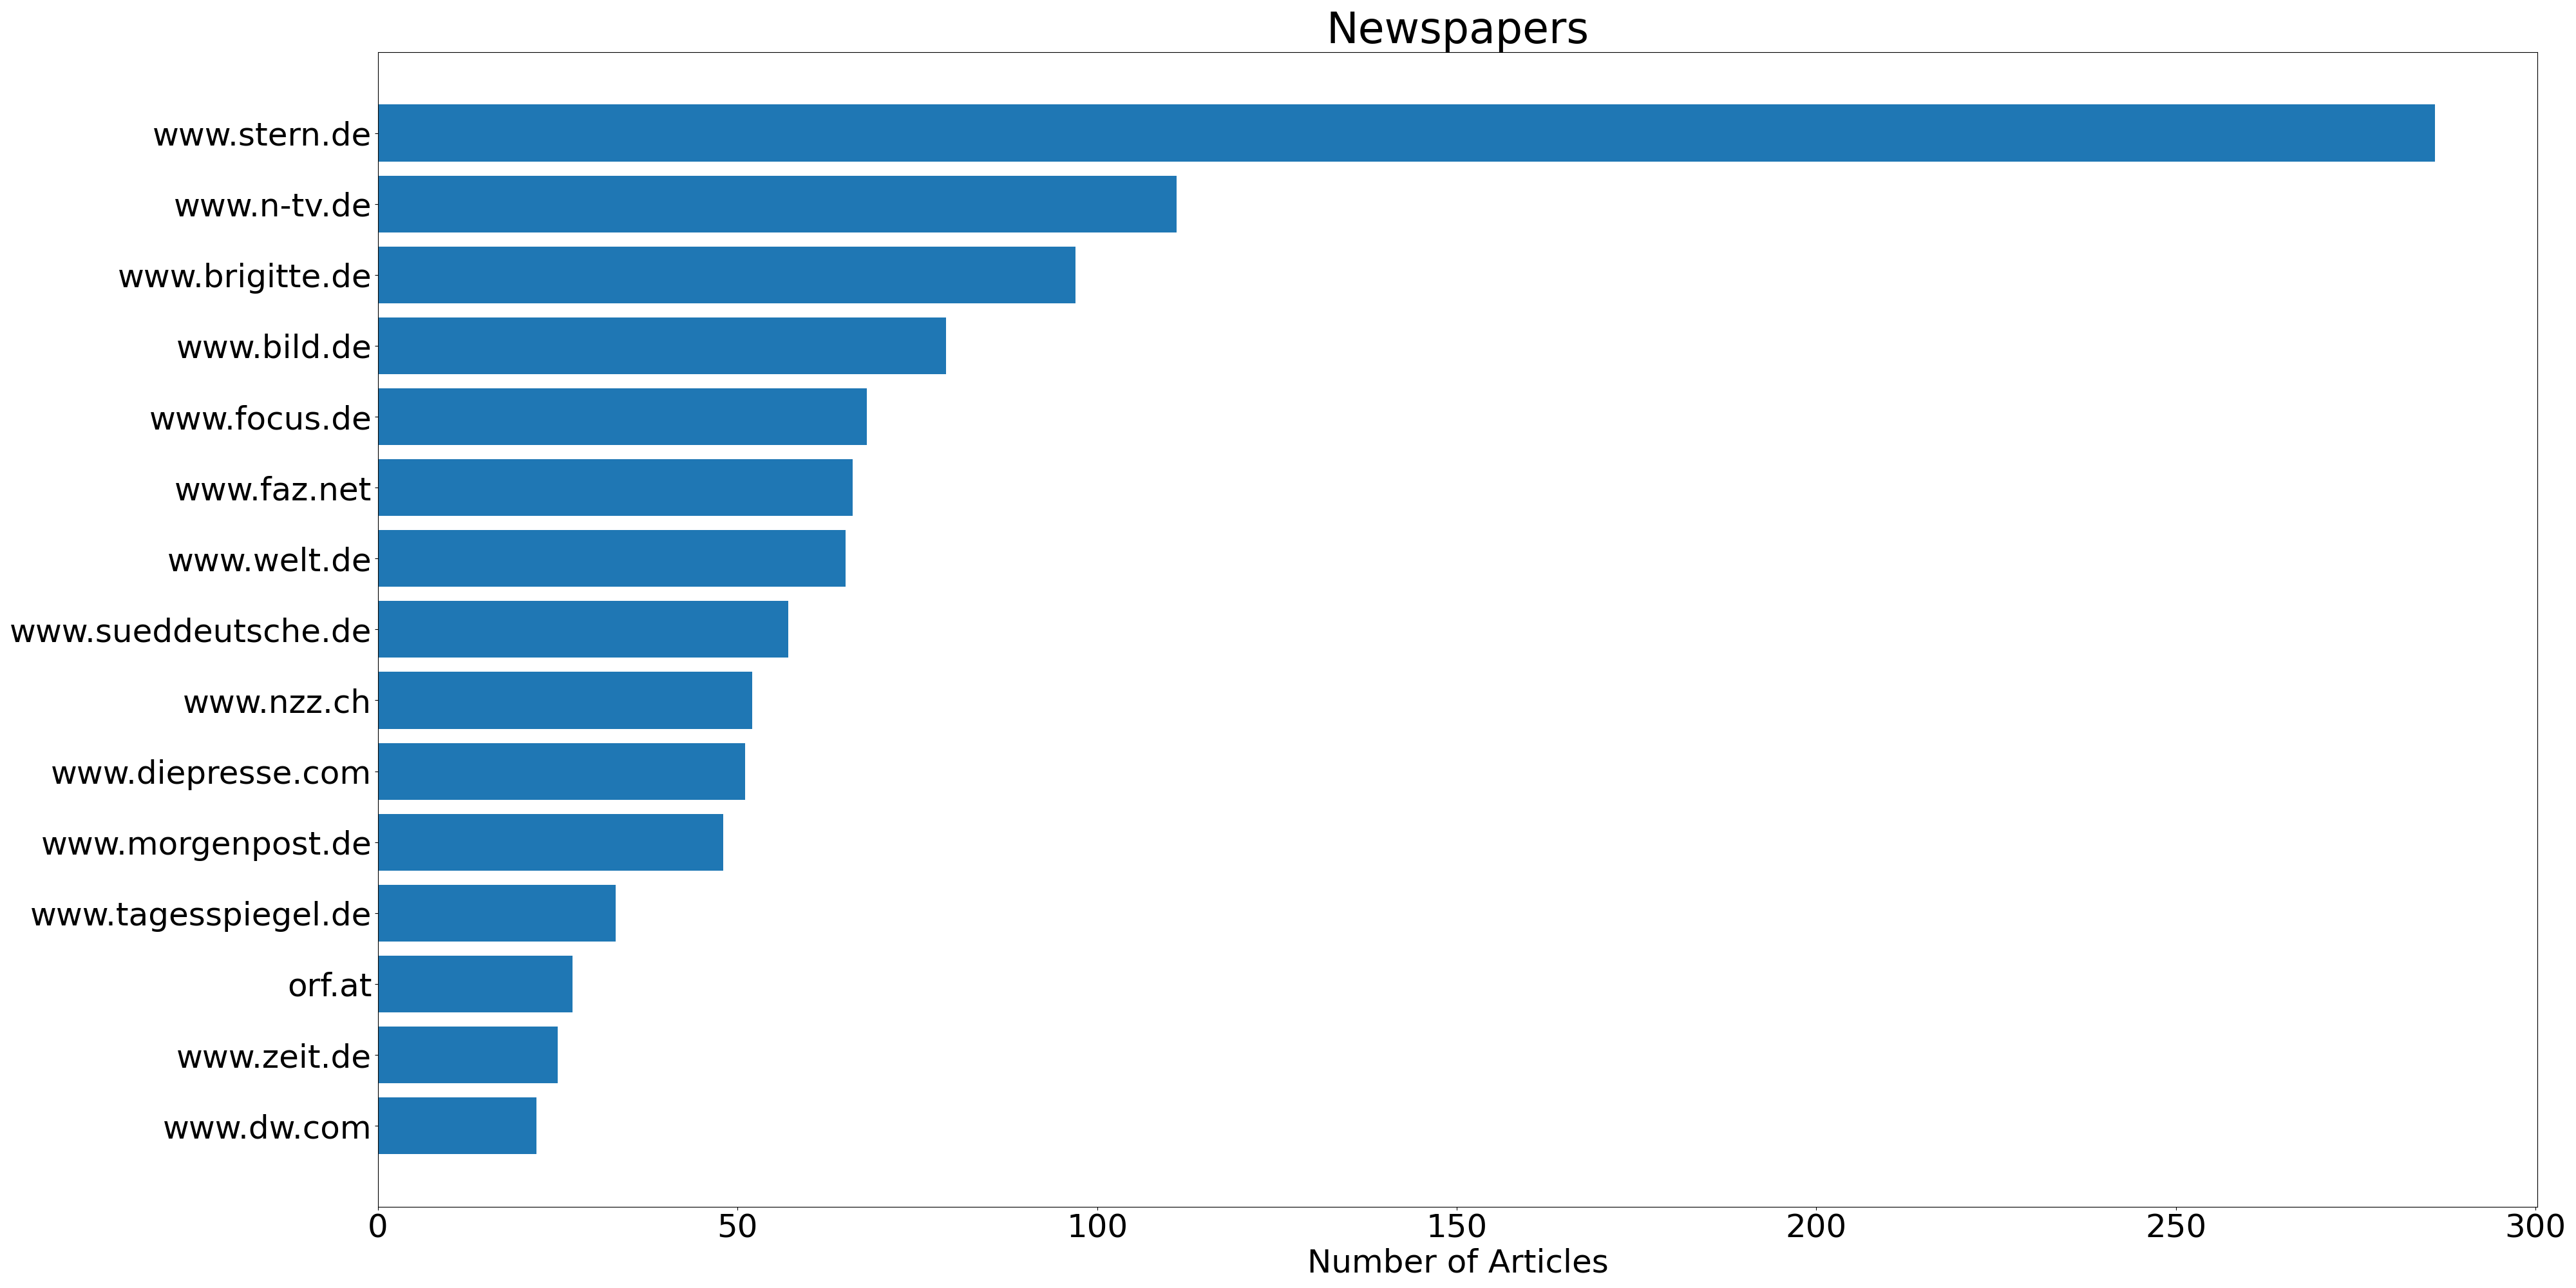 Newspapers
www.stern.de
www.n-tv.de
www.brigitte.de
www.bild.de
www.focus.de
www.faz.net
www.welt.de
www.sueddeutsche.de
www.nzz.ch
www.diepresse.com
www.morgenpost.de
www.tagesspiegel.de
orf.at
www.zeit.de
www.dw.com
0 50 100 150 200 250 300
Number of Articles